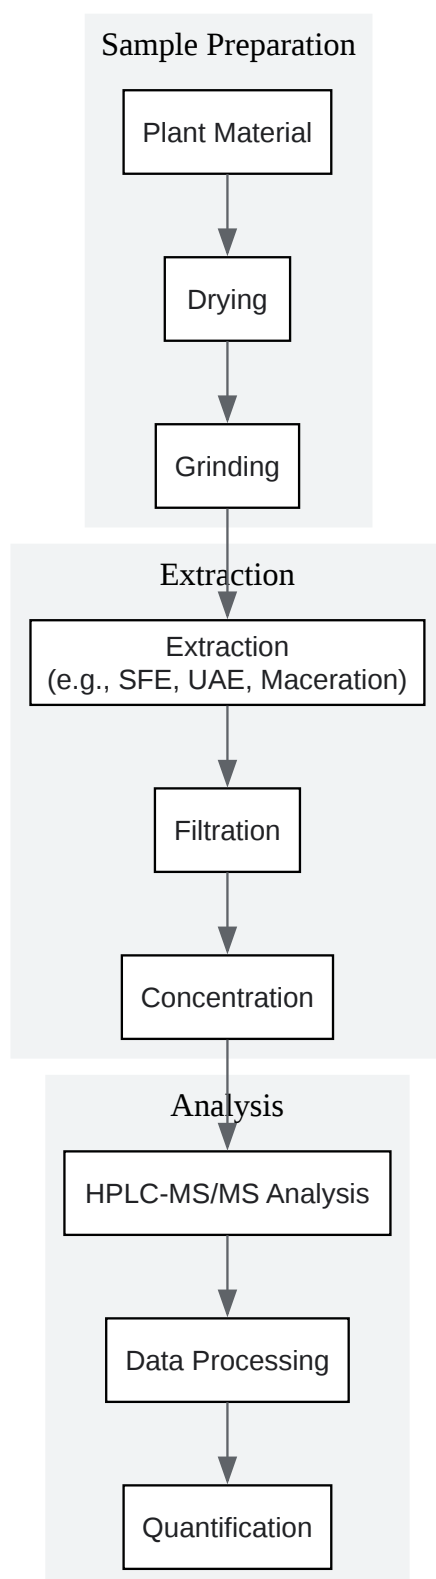 Sample Preparation
Plant Material
Drying
Grinding
Extraction
Extraction
(e.g., SFE, UAE, Maceration)
Filtration
Concentration
Analysis
HPLC-MS/MS Analysis
Data Processing
Quantification